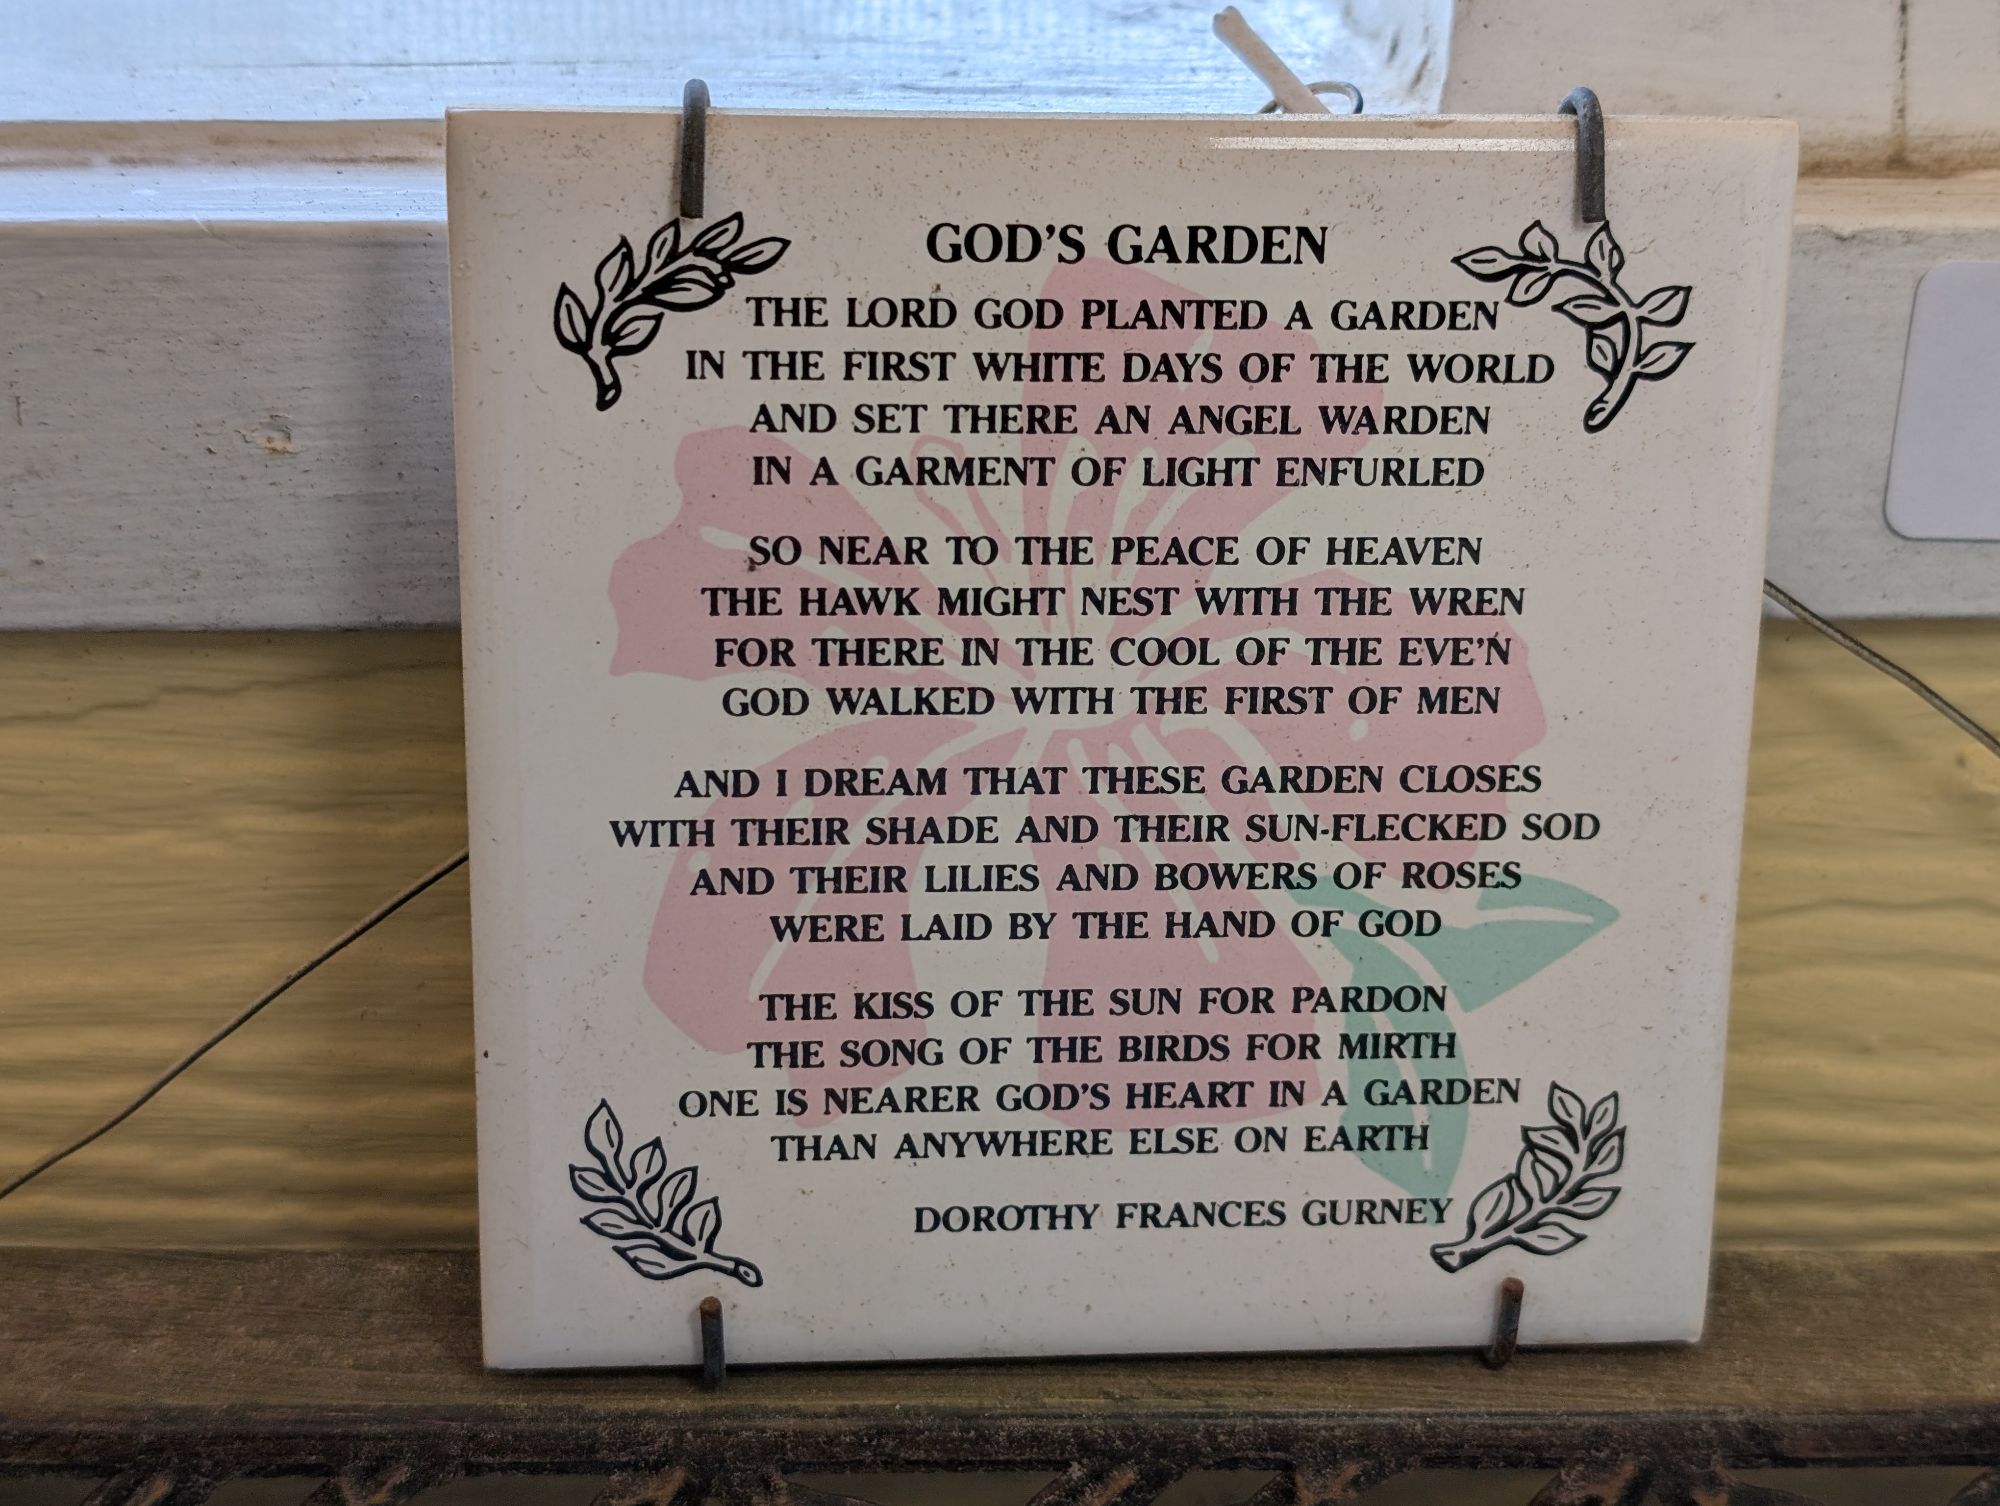 GOD'S GARDEN
THE LORD GOD PLANTED A GARDEN
IN THE FIRST WHITE DAYS OF THE WORLD
AND SET THERE AN ANGEL WARDEN
IN A GARMENT OF LIGHT ENFURLED
SO NEAR TO THE PEACE OF HEAVEN
THE HAWK MIGHT NEST WITH THE WREN
FOR THERE IN THE COOL OF THE EVE'N
GOD WALKED WITH THE FIRST OF MEN
AND I DREAM THAT THESE GARDEN CLOSES
WITH THEIR SHADE AND THEIR SUN-FLECKED SOD
AND THEIR LILIES AND BOWERS OF ROSES
WERE LAID BY THE HAND OF GOD
THE KISS OF THE SUN FOR PARDON
THE SONG OF THE BIRDS FOR MIRTH
ONE IS NEARER GOD'S HEART IN A GARDEN
THAN ANYWHERE ELSE ON EARTH
DOROTHY FRANCES GURNEY